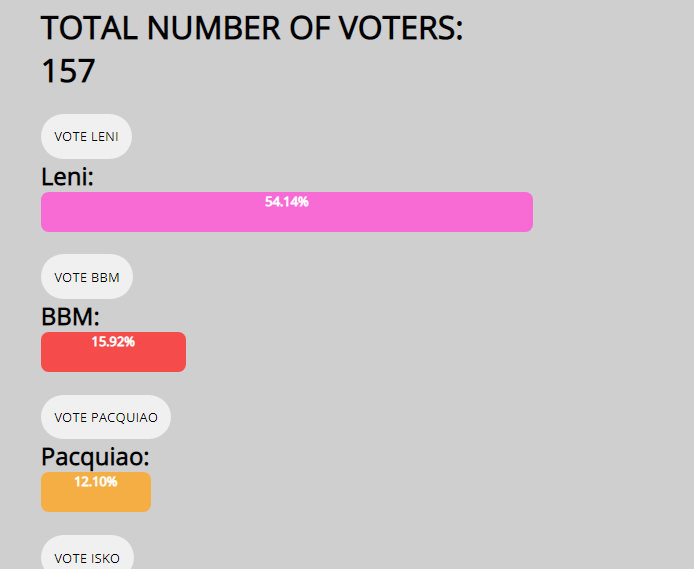 TOTAL NUMBER OF VOTERS:
157
VOTE LENI
Leni:
54.14%
VOTE BBM
BBM:
15.92%
VOTE PACQUIAO
Pacquiao:
12.10%
VOTE ISKO